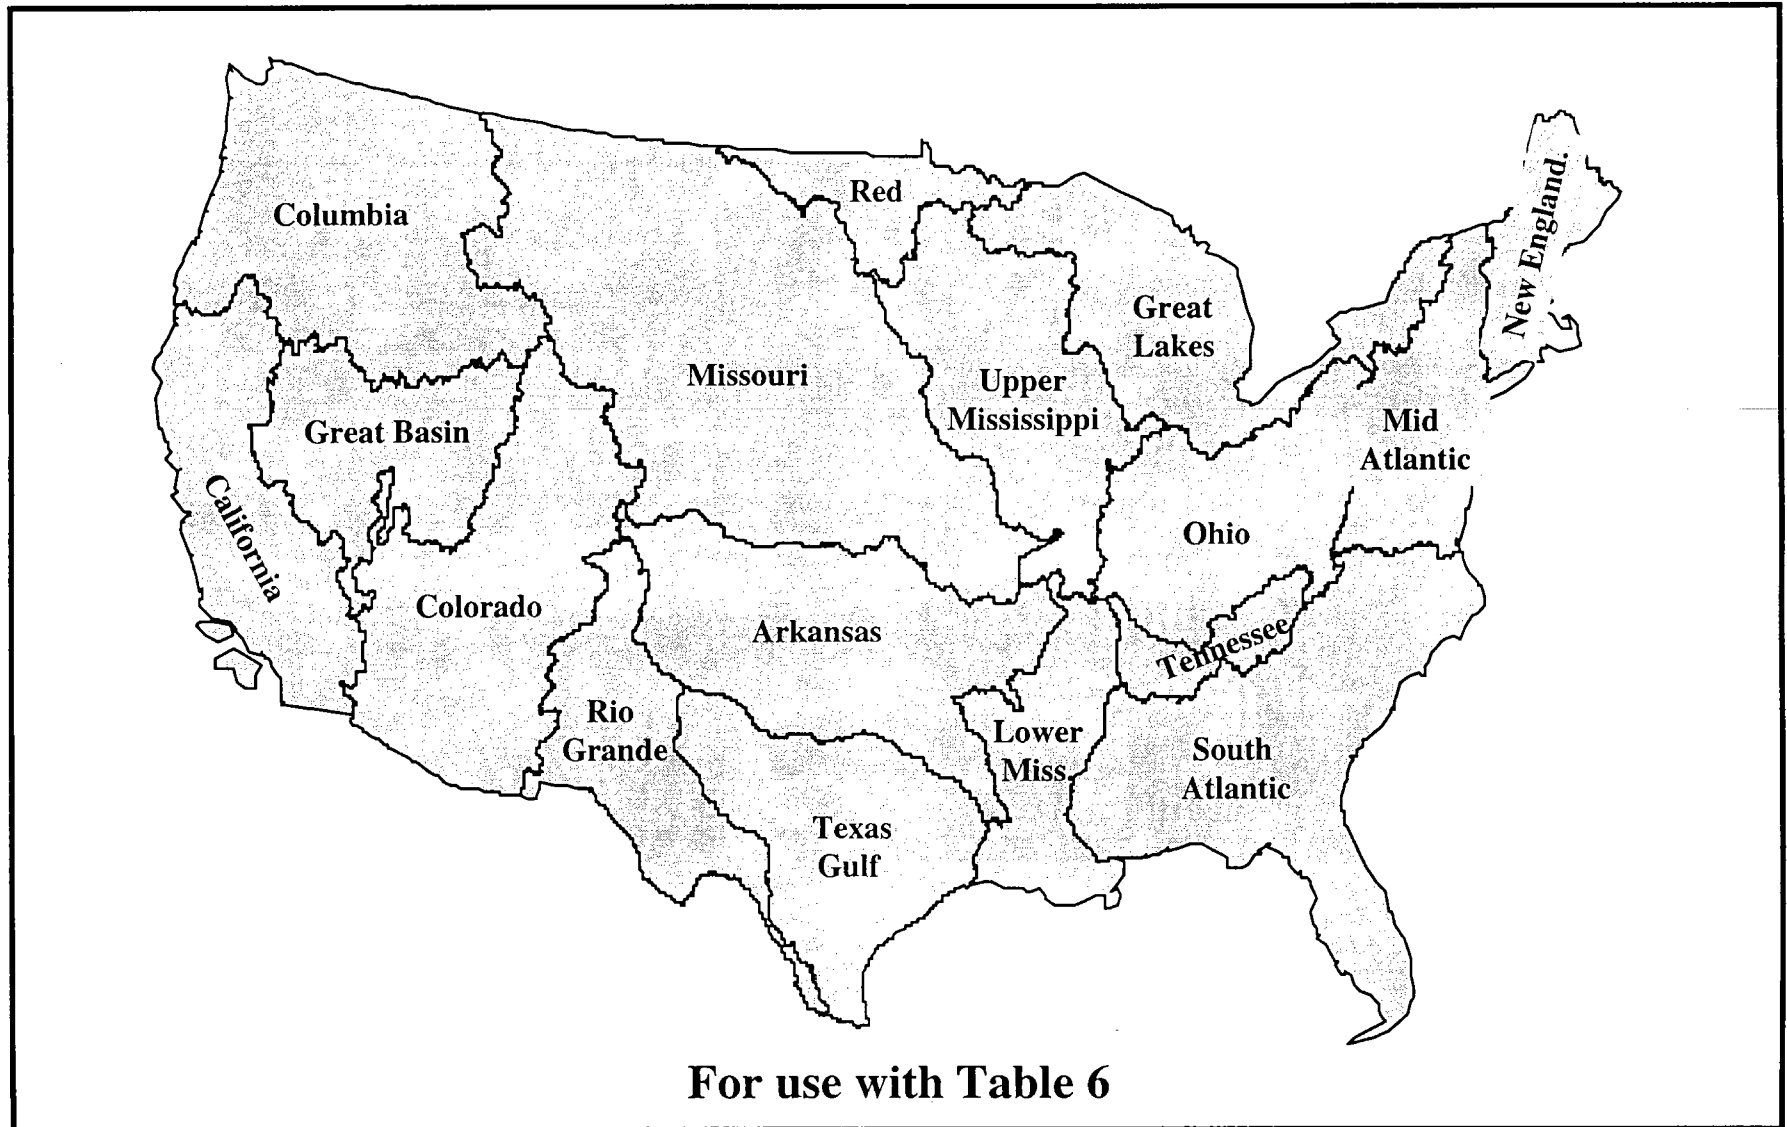 Columbia
Red
New England.
Great
Lakes
Missouri
Upper
Mississippi
Great Basin
Mid
Atlantic
California
Ohio
Colorado
Arkansas
Tennessee
Rio
Grande
Lower
Miss.
South
Atlantic
Texas
Gulf
For use with Table 6